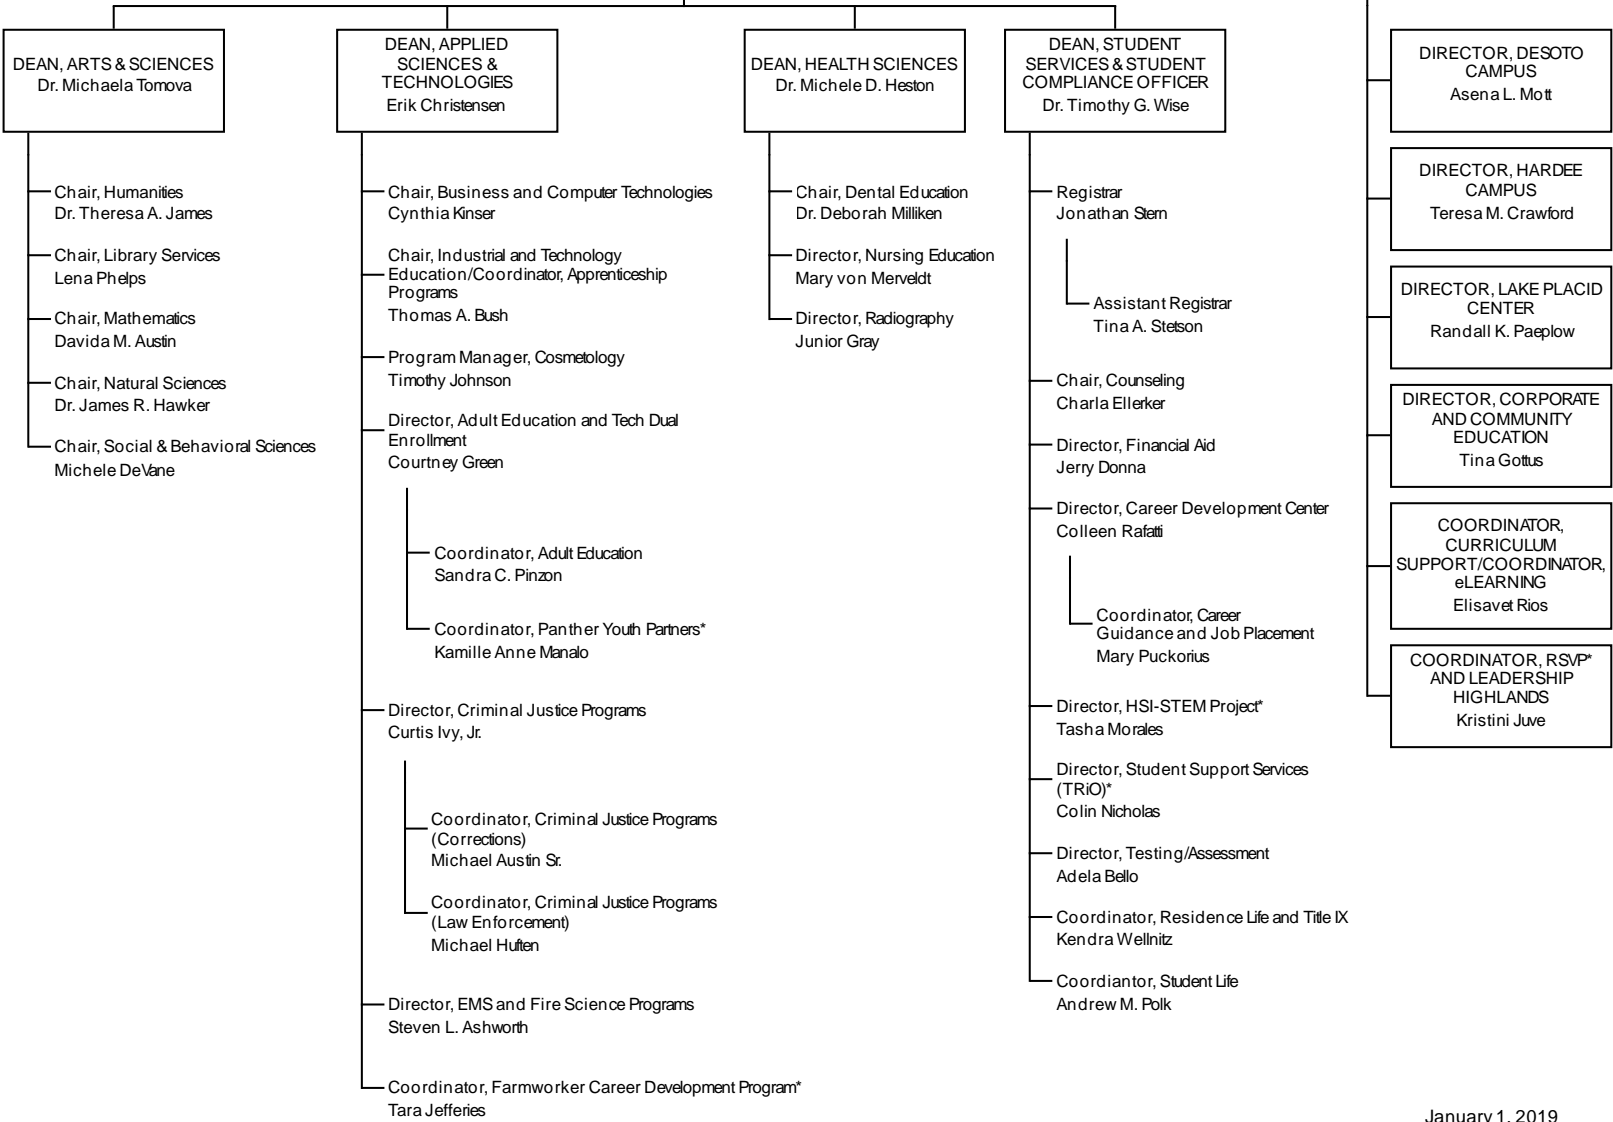 DEAN, ARTS & SCIENCES
Dr. Michaela Tomova
Chair, Humanities
Dr. Theresa A. James
Chair, Library Services
Lena Phelps
Chair, Mathematics
Davida M. Austin
Chair, Natural Sciences
Dr. James R. Hawker
Chair, Social & Behavioral Sciences
Michele DeVane
DEAN, APPLIED
SCIENCES &
TECHNOLOGIES
Erik Christensen
Chair, Business and Computer Technologies
Cynthia Kinser
Chair, Industrial and Technology
Education/Coordinator, Apprenticeship
Programs
Thomas A. Bush
Program Manager, Cosmetology
Timothy Johnson
Director, Adult Education and Tech Dual
Enrollment
Courtney Green
Coordinator, Adult Education
Sandra C. Pinzon
Coordinator, Panther Youth Partners*
Kamille Anne Manalo
Director, Criminal Justice Programs
Curtis Ivy, Jr.
Coordinator, Criminal Justice Programs
(Corrections)
Michael Austin Sr.
Coordinator, Criminal Justice Programs
(Law Enforcement)
Michael Huften
Director, EMS and Fire Science Programs
Steven L. Ashworth
Coordinator, Farmworker Career Development Program*
Tara Jefferies
DEAN, HEALTH SCIENCES
Dr. Michele D. Heston
Chair, Dental Education
Dr. Deborah Milliken
Director, Nursing Education
Mary von Merveldt
Director, Radiography
Junior Gray
DEAN, STUDENT
SERVICES & STUDENT
COMPLIANCE OFFICER
Dr. Timothy G. Wise
Registrar
Jonathan Stern
Assistant Registrar
Tina A. Stetson
Chair, Counseling
Charla Ellerker
Director, Financial Aid
Jerry Donna
Director, Career Development Center
Colleen Rafatti
Coordinator, Career
Guidance and Job Placement
Mary Puckorius
Director, HSI-STEM Project*
Tasha Morales
Director, Student Support Services
(TRiO)*
Colin Nicholas
Director, Testing/Assessment
Adela Bello
Coordinator, Residence Life and Title IX
Kendra Wellnitz
Coordiantor, Student Life
Andrew M. Polk
DIRECTOR, DESOTO
CAMPUS
Asena L. Mott
DIRECTOR, HARDEE
CAMPUS
Teresa M. Crawford
DIRECTOR, LAKE PLACID
CENTER
Randall K. Paeplow
DIRECTOR, CORPORATE
AND COMMUNITY
EDUCATION
Tina Gottus
COORDINATOR,
CURRICULUM
SUPPORT/COORDINATOR,
eLEARNING
Elisavet Rios
COORDINATOR, RSVP*
AND LEADERSHIP
HIGHLANDS
Kristini Juve
January 1, 2019